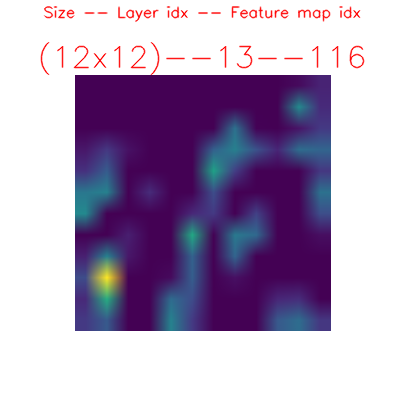 Size -- Layer idx -- Feature map idx
(12x12)--13--116